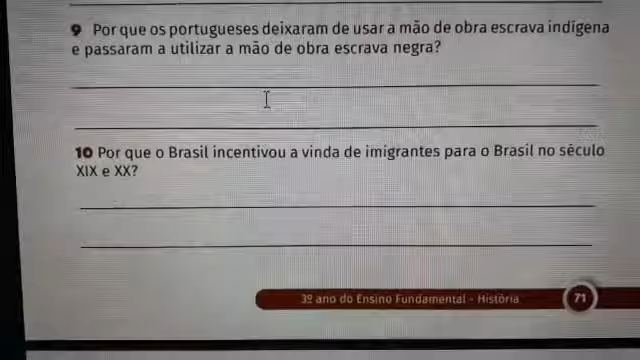 9 Por que os portugueses deixaram de usar a mão de obra escrava indígena
e passaram a utilizar a mão de obra escrava negra?
10 Por que o Brasil incentivou a vinda de imigrantes para o Brasil no século
XIX e XX?
3º ano do Ensino Fundamental - História
71